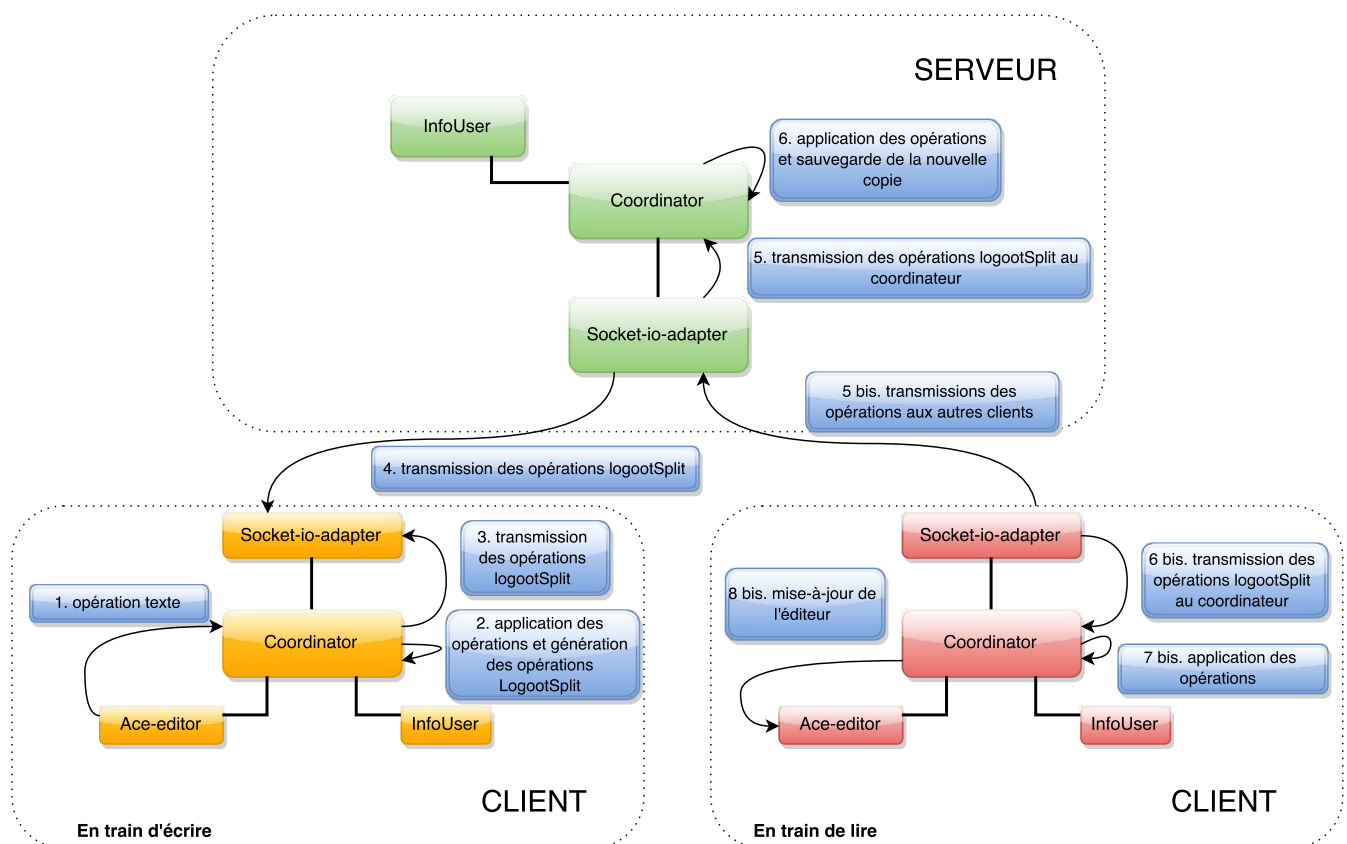 SERVEUR
InfoUser
6. application des opérations
et sauvegarde de la nouvelle
copie
Coordinator
5. transmission des opérations logootSplit au
coordinateur
Socket-io-adapter
5 bis. transmissions des
opérations aux autres clients
4. transmission des opérations logootSplit
Socket-io-adapter
3. transmission
des opérations
logootSplit
1. opération texte
Coordinator
2. application des
opérations et génération
des opérations
LogootSplit
Ace-editor
InfoUser
CLIENT
En train d'écrire
Socket-io-adapter
6 bis. transmission des
opérations logootSplit
au coordinateur
8 bis. mise-à-jour de
l'éditeur
Coordinator
7 bis. application des
opérations
Ace-editor
InfoUser
CLIENT
En train de lire